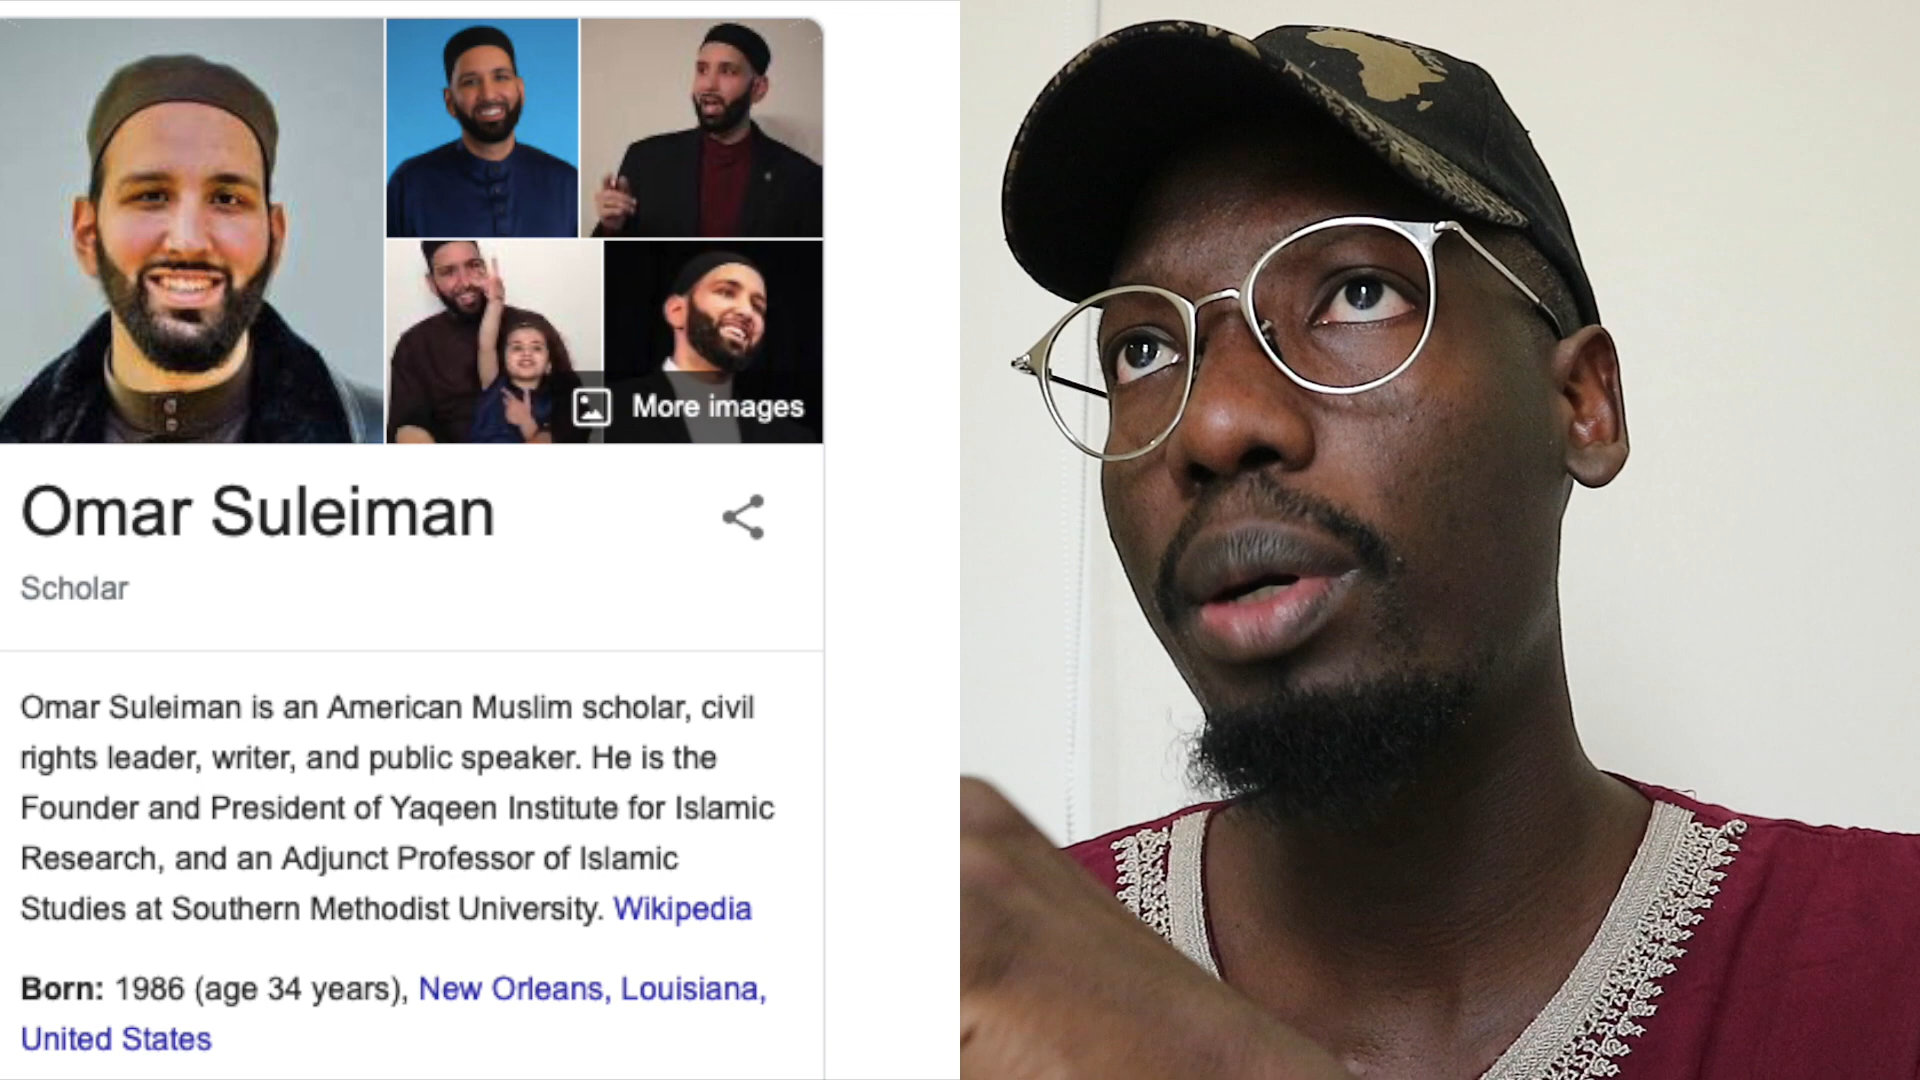 More images
Omar Suleiman
Scholar
Omar Suleiman is an American Muslim scholar, civil
rights leader, writer, and public speaker. He is the
Founder and President of Yaqeen Institute for Islamic
Research, and an Adjunct Professor of Islamic
Studies at Southern Methodist University. Wikipedia
Born: 1986 (age 34 years), New Orleans, Louisiana,
United States